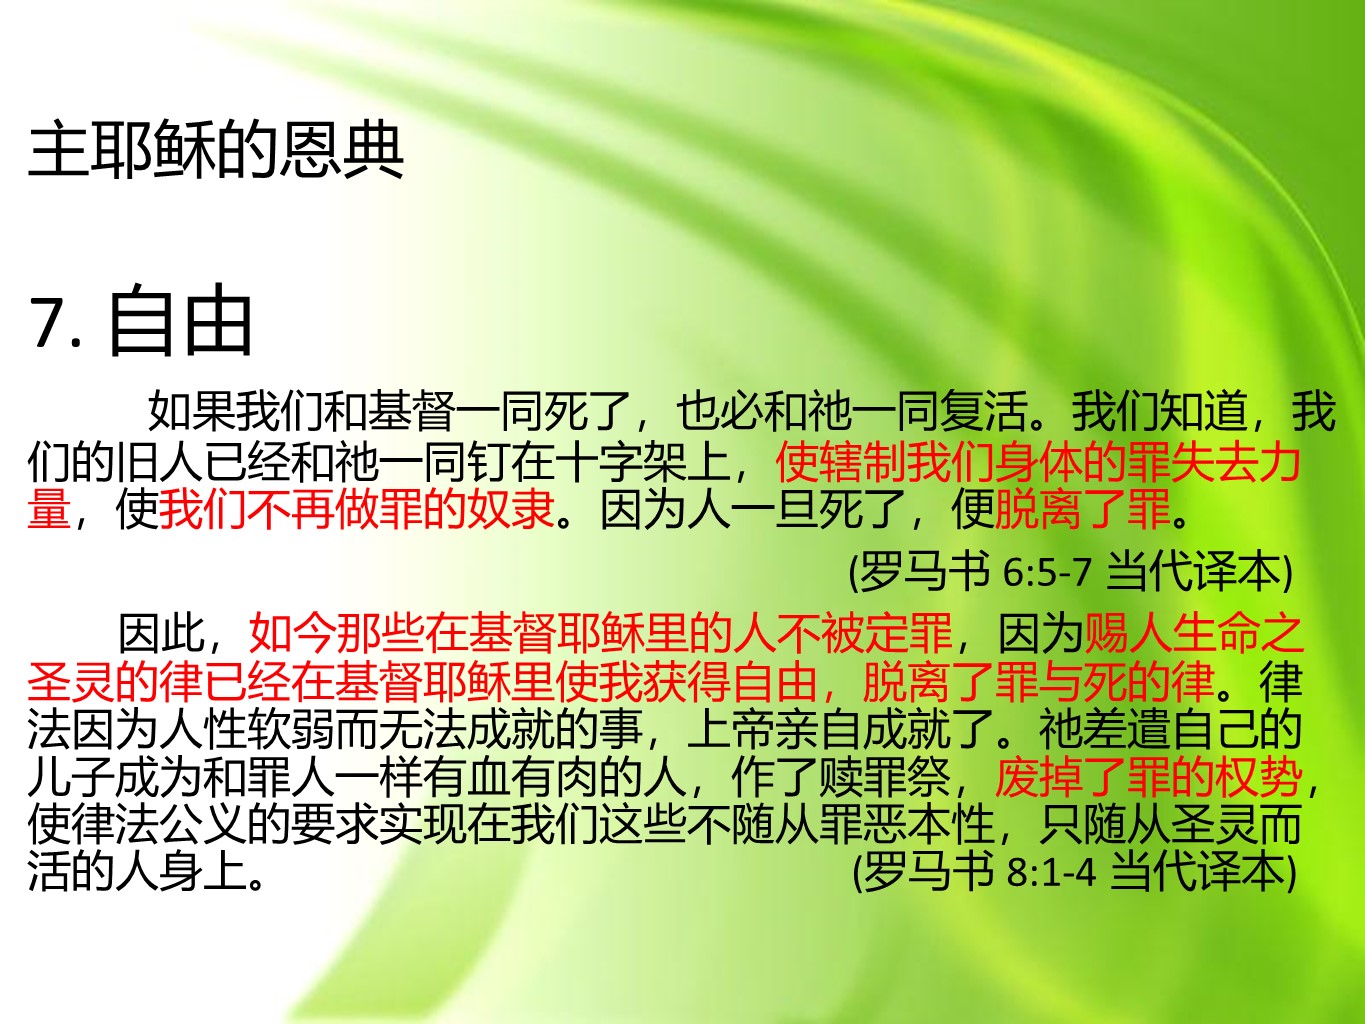 主耶稣的恩典
7. 自由
如果我们和基督一同死了，也必和祂一同复活。我们知道，我
们的旧人已经和祂一同钉在十字架上，使辖制我们身体的罪失去力
量，使我们不再做罪的奴隶。因为人一旦死了，便脱离了罪。
(罗马书 6:5-7 当代译本)
因此，如今那些在基督耶稣里的人不被定罪，因为赐人生命之
圣灵的律已经在基督耶稣里使我获得自由，脱离了罪与死的律。律
法因为人性软弱而无法成就的事，上帝亲自成就了。祂差遣自己的
儿子成为和罪人一样有血有肉的人，作了赎罪祭，废掉了罪的权势，
使律法公义的要求实现在我们这些不随从罪恶本性，只随从圣灵而
活的人身上。 (罗马书 8:1-4 当代译本)